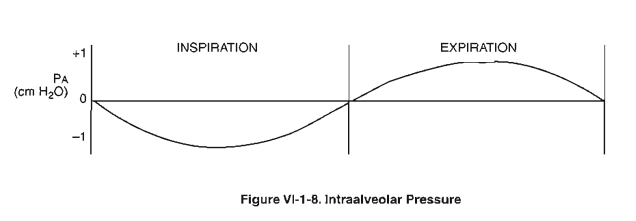 INSPIRATION
EXPIRATION
+1
PA
(cm H₂O)
0
−1
Figure VI-1-8. Intraalveolar Pressure